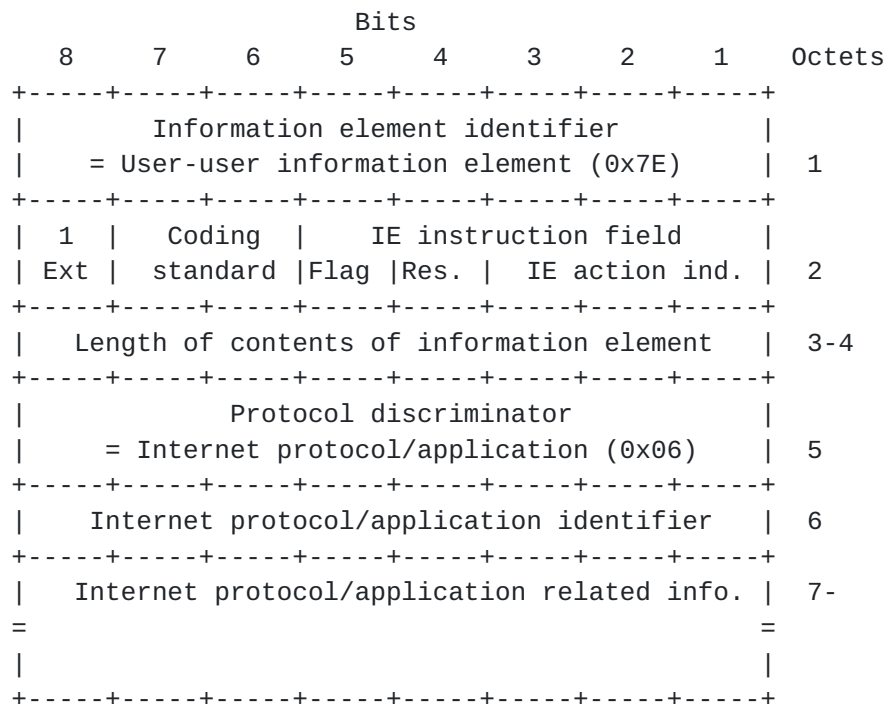 Bits
   8     7     6     5     4     3     2     1    Octets
+-----+-----+-----+-----+-----+-----+-----+-----+
|        Information element identifier         |
|    = User-user information element (0x7E)     |  1
+-----+-----+-----+-----+-----+-----+-----+-----+
|  1  |   Coding  |    IE instruction field     |
| Ext |  standard |Flag |Res. |  IE action ind. |  2
+-----+-----+-----+-----+-----+-----+-----+-----+
|   Length of contents of information element   |  3-4
+-----+-----+-----+-----+-----+-----+-----+-----+
|             Protocol discriminator            |
|     = Internet protocol/application (0x06)    |  5
+-----+-----+-----+-----+-----+-----+-----+-----+
|    Internet protocol/application identifier   |  6
+-----+-----+-----+-----+-----+-----+-----+-----+
|   Internet protocol/application related info. |  7-
=                                               =
|                                               |
+-----+-----+-----+-----+-----+-----+-----+-----+